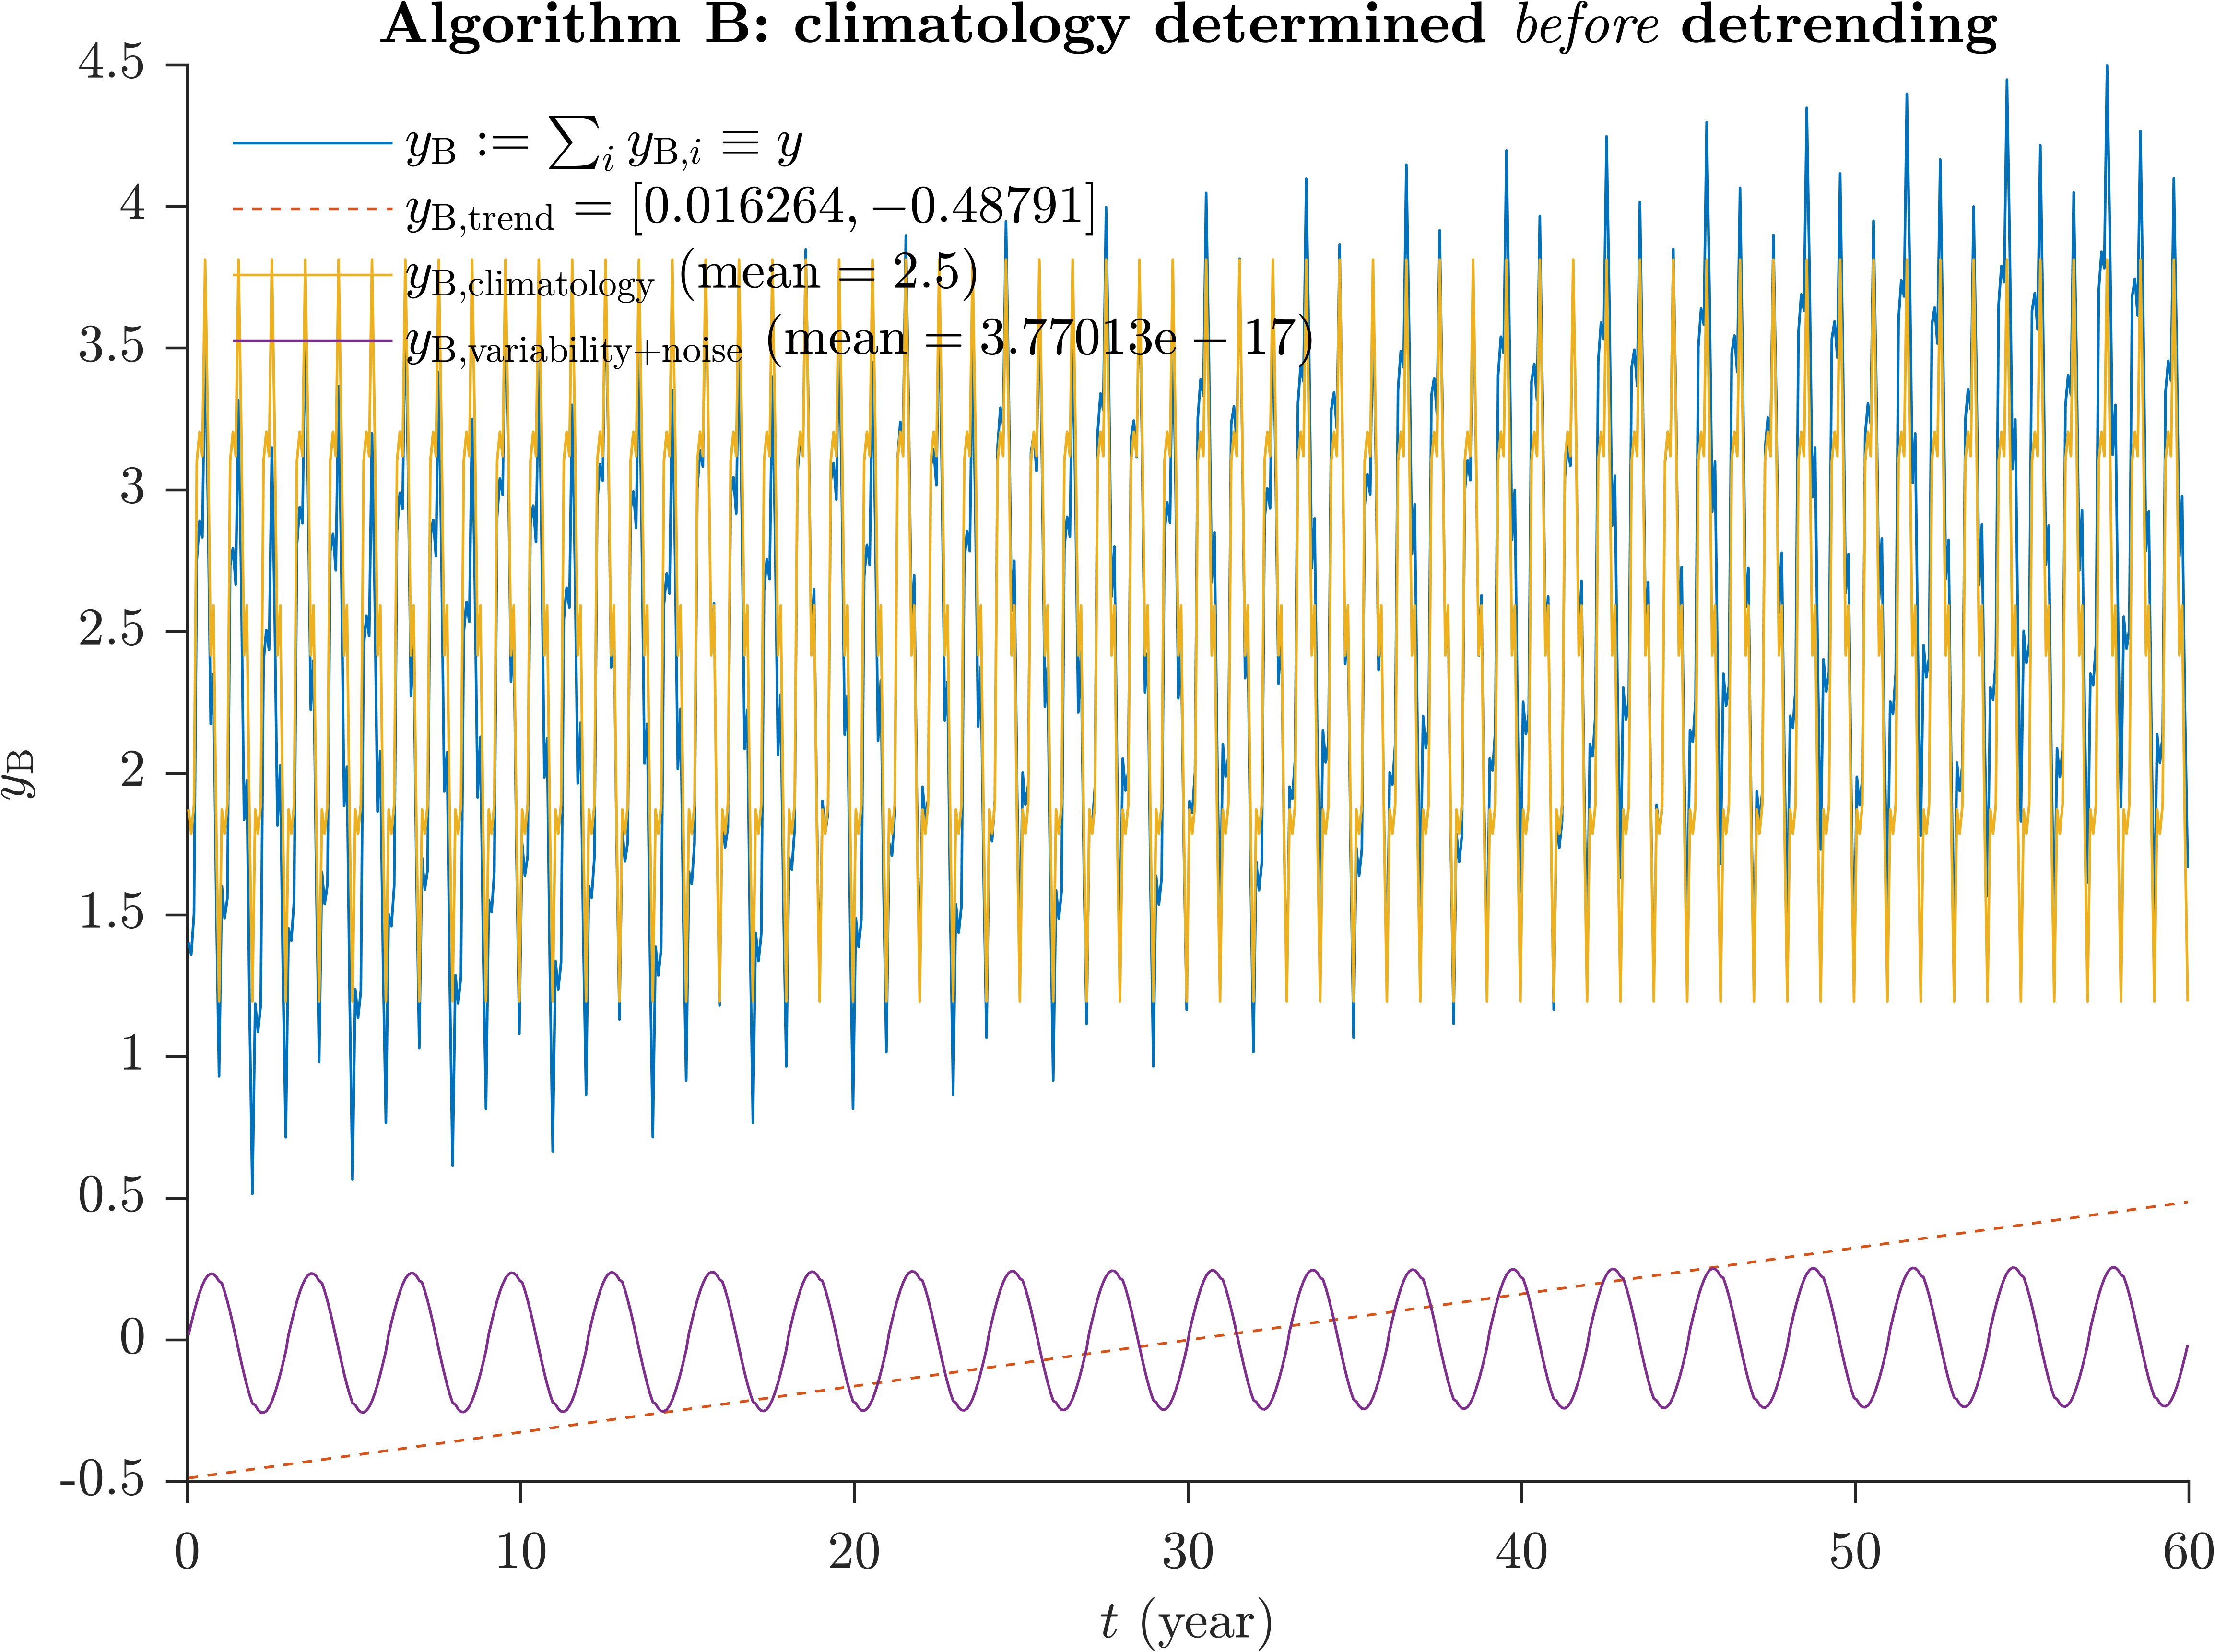 Algorithm B: climatology determined before detrending
4.5
4
3.5
3
2.5
2
1.5
1
0.5
0
-0.5
y_B
y_B := ∑_i y_B,i ≡ y
y_B,trend = [0.016264, −0.48791]
y_B,climatology (mean = 2.5)
y_B,variability+noise (mean = 3.77013e − 17)
0 10 20 30 40 50 60
t (year)